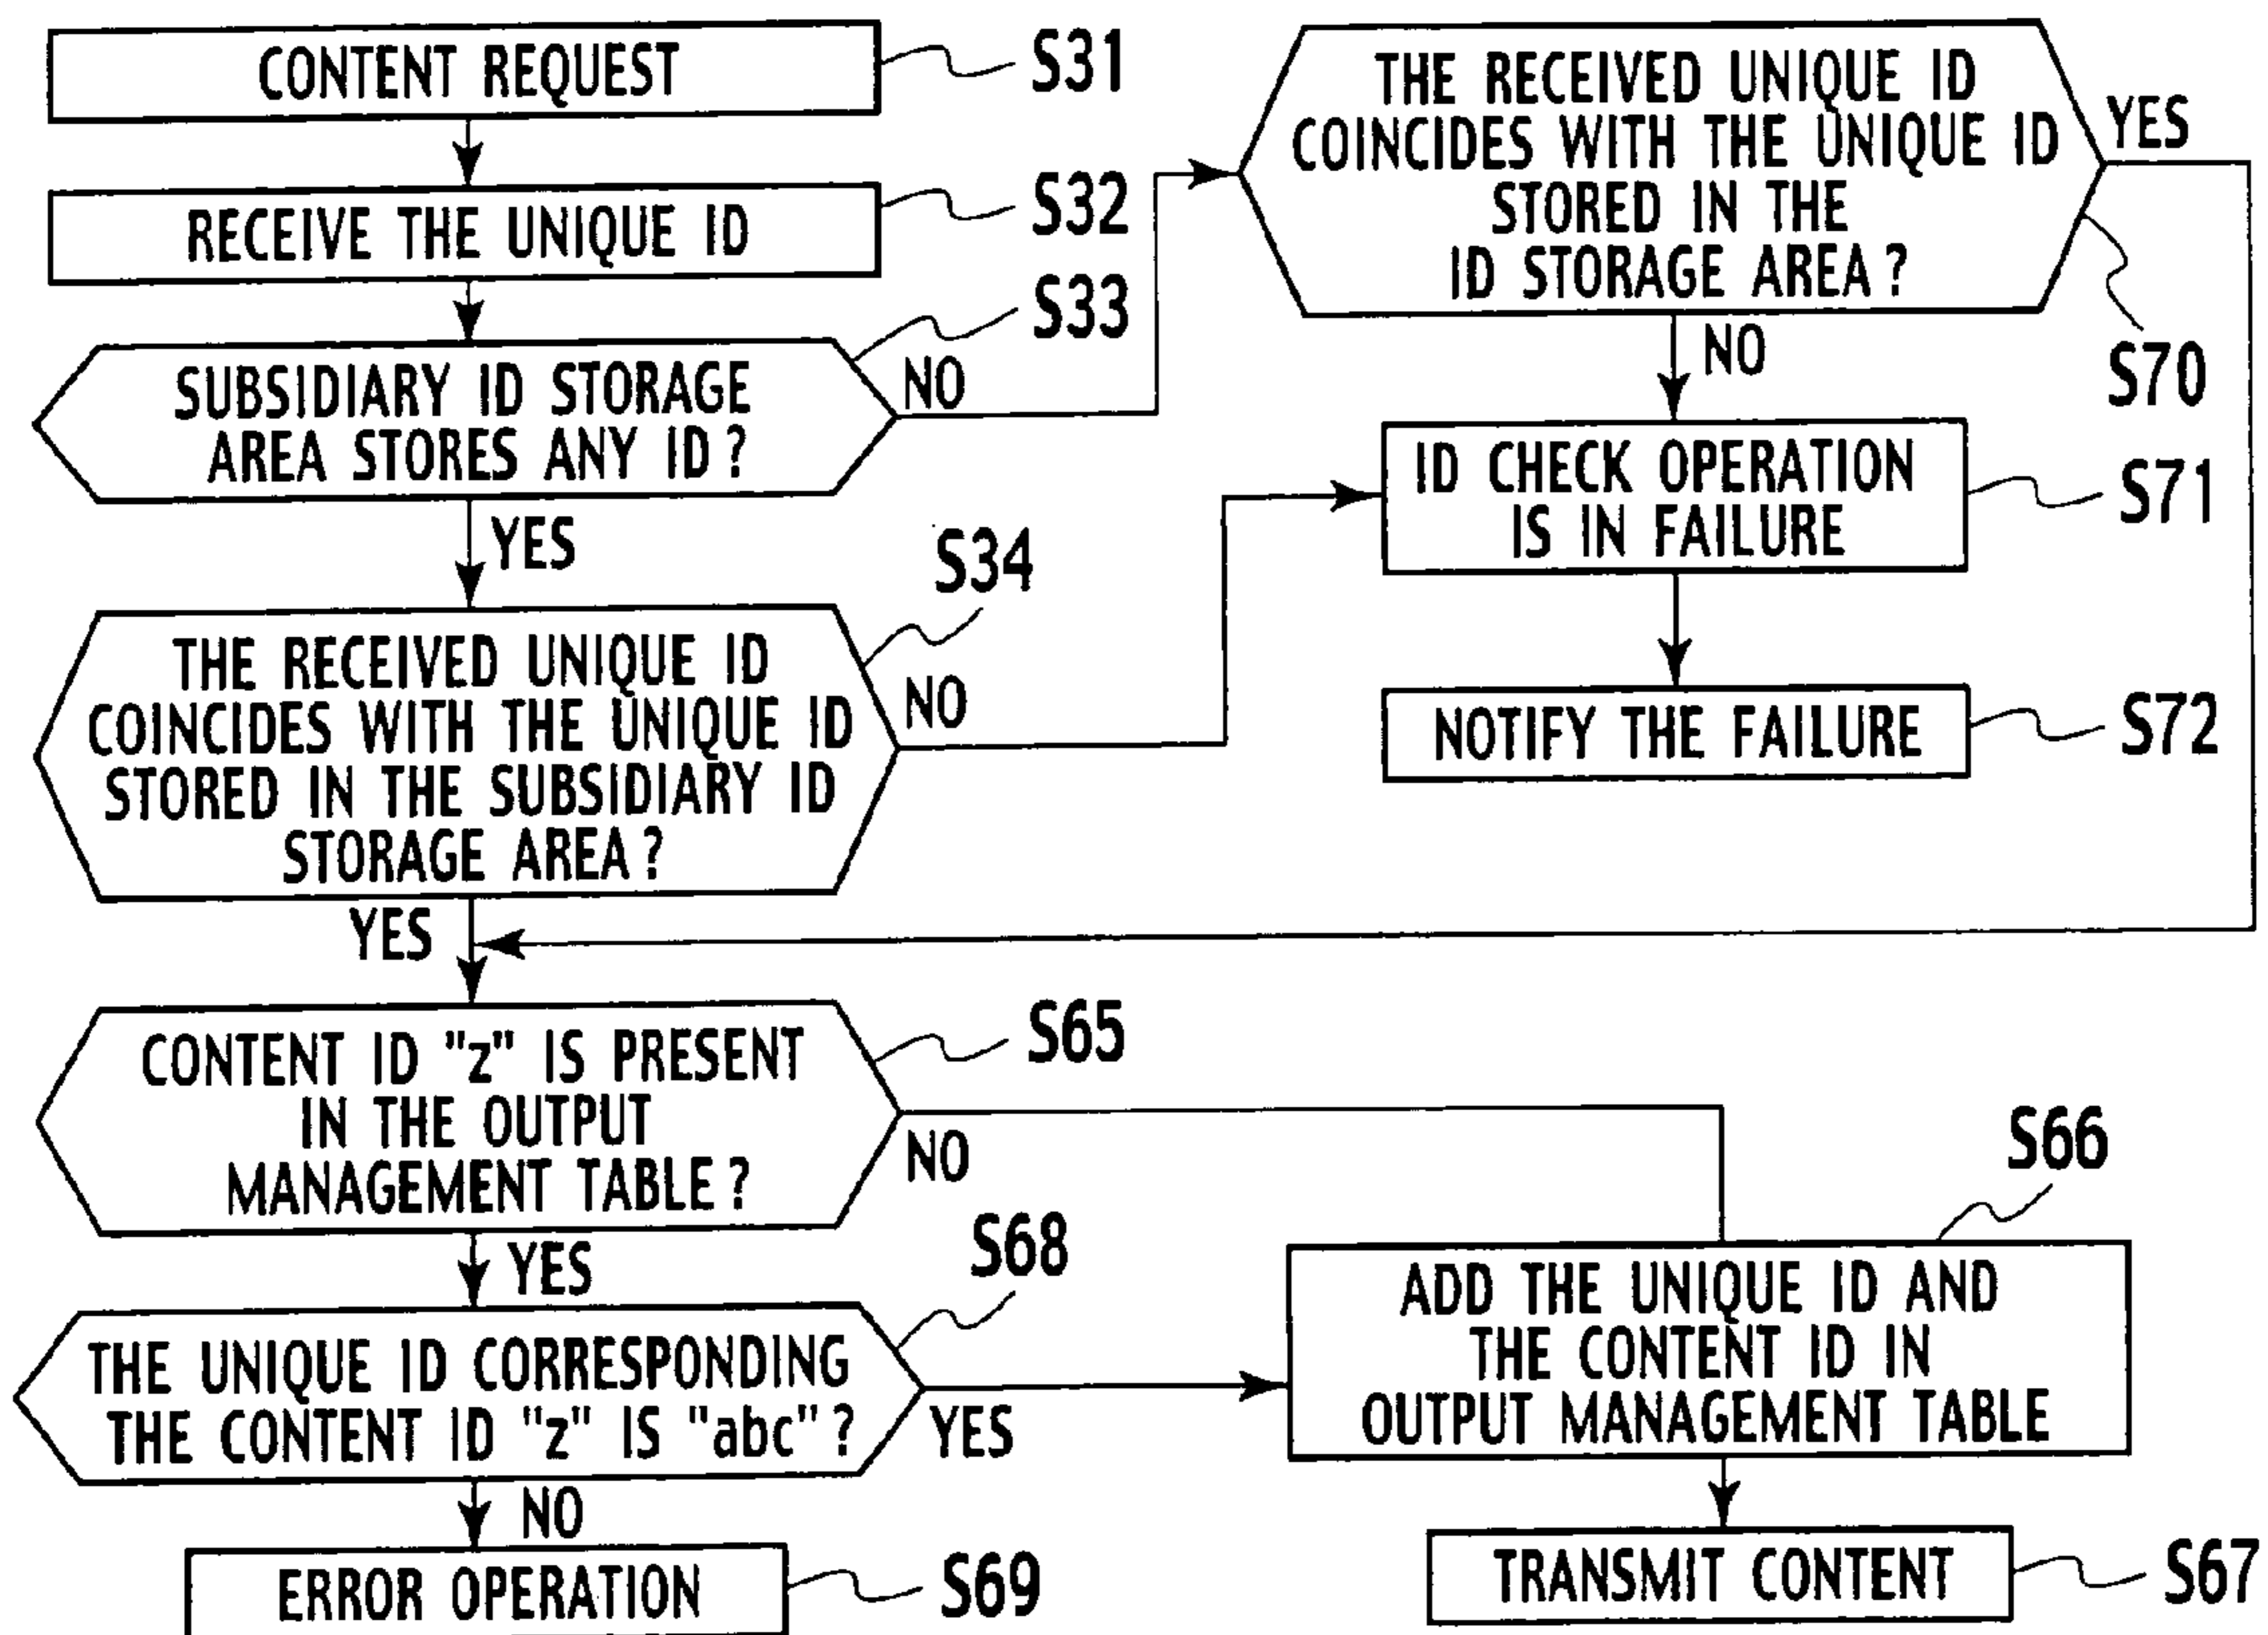 CONTENT REQUEST
S31
RECEIVE THE UNIQUE ID
S32
SUBSIDIARY ID STORAGE
AREA STORES ANY ID?
S33
NO
YES
THE RECEIVED UNIQUE ID
COINCIDES WITH THE UNIQUE ID
STORED IN THE SUBSIDIARY ID
STORAGE AREA?
S34
NO
YES
THE RECEIVED UNIQUE ID
COINCIDES WITH THE UNIQUE ID
STORED IN THE
ID STORAGE AREA?
YES
S70
NO
ID CHECK OPERATION
IS IN FAILURE
S71
NOTIFY THE FAILURE
S72
CONTENT ID "z" IS PRESENT
IN THE OUTPUT
MANAGEMENT TABLE?
S65
NO
YES
THE UNIQUE ID CORRESPONDING
THE CONTENT ID "z" IS "abc"?
S68
YES
NO
ERROR OPERATION
S69
ADD THE UNIQUE ID AND
THE CONTENT ID IN
OUTPUT MANAGEMENT TABLE
S66
TRANSMIT CONTENT
S67